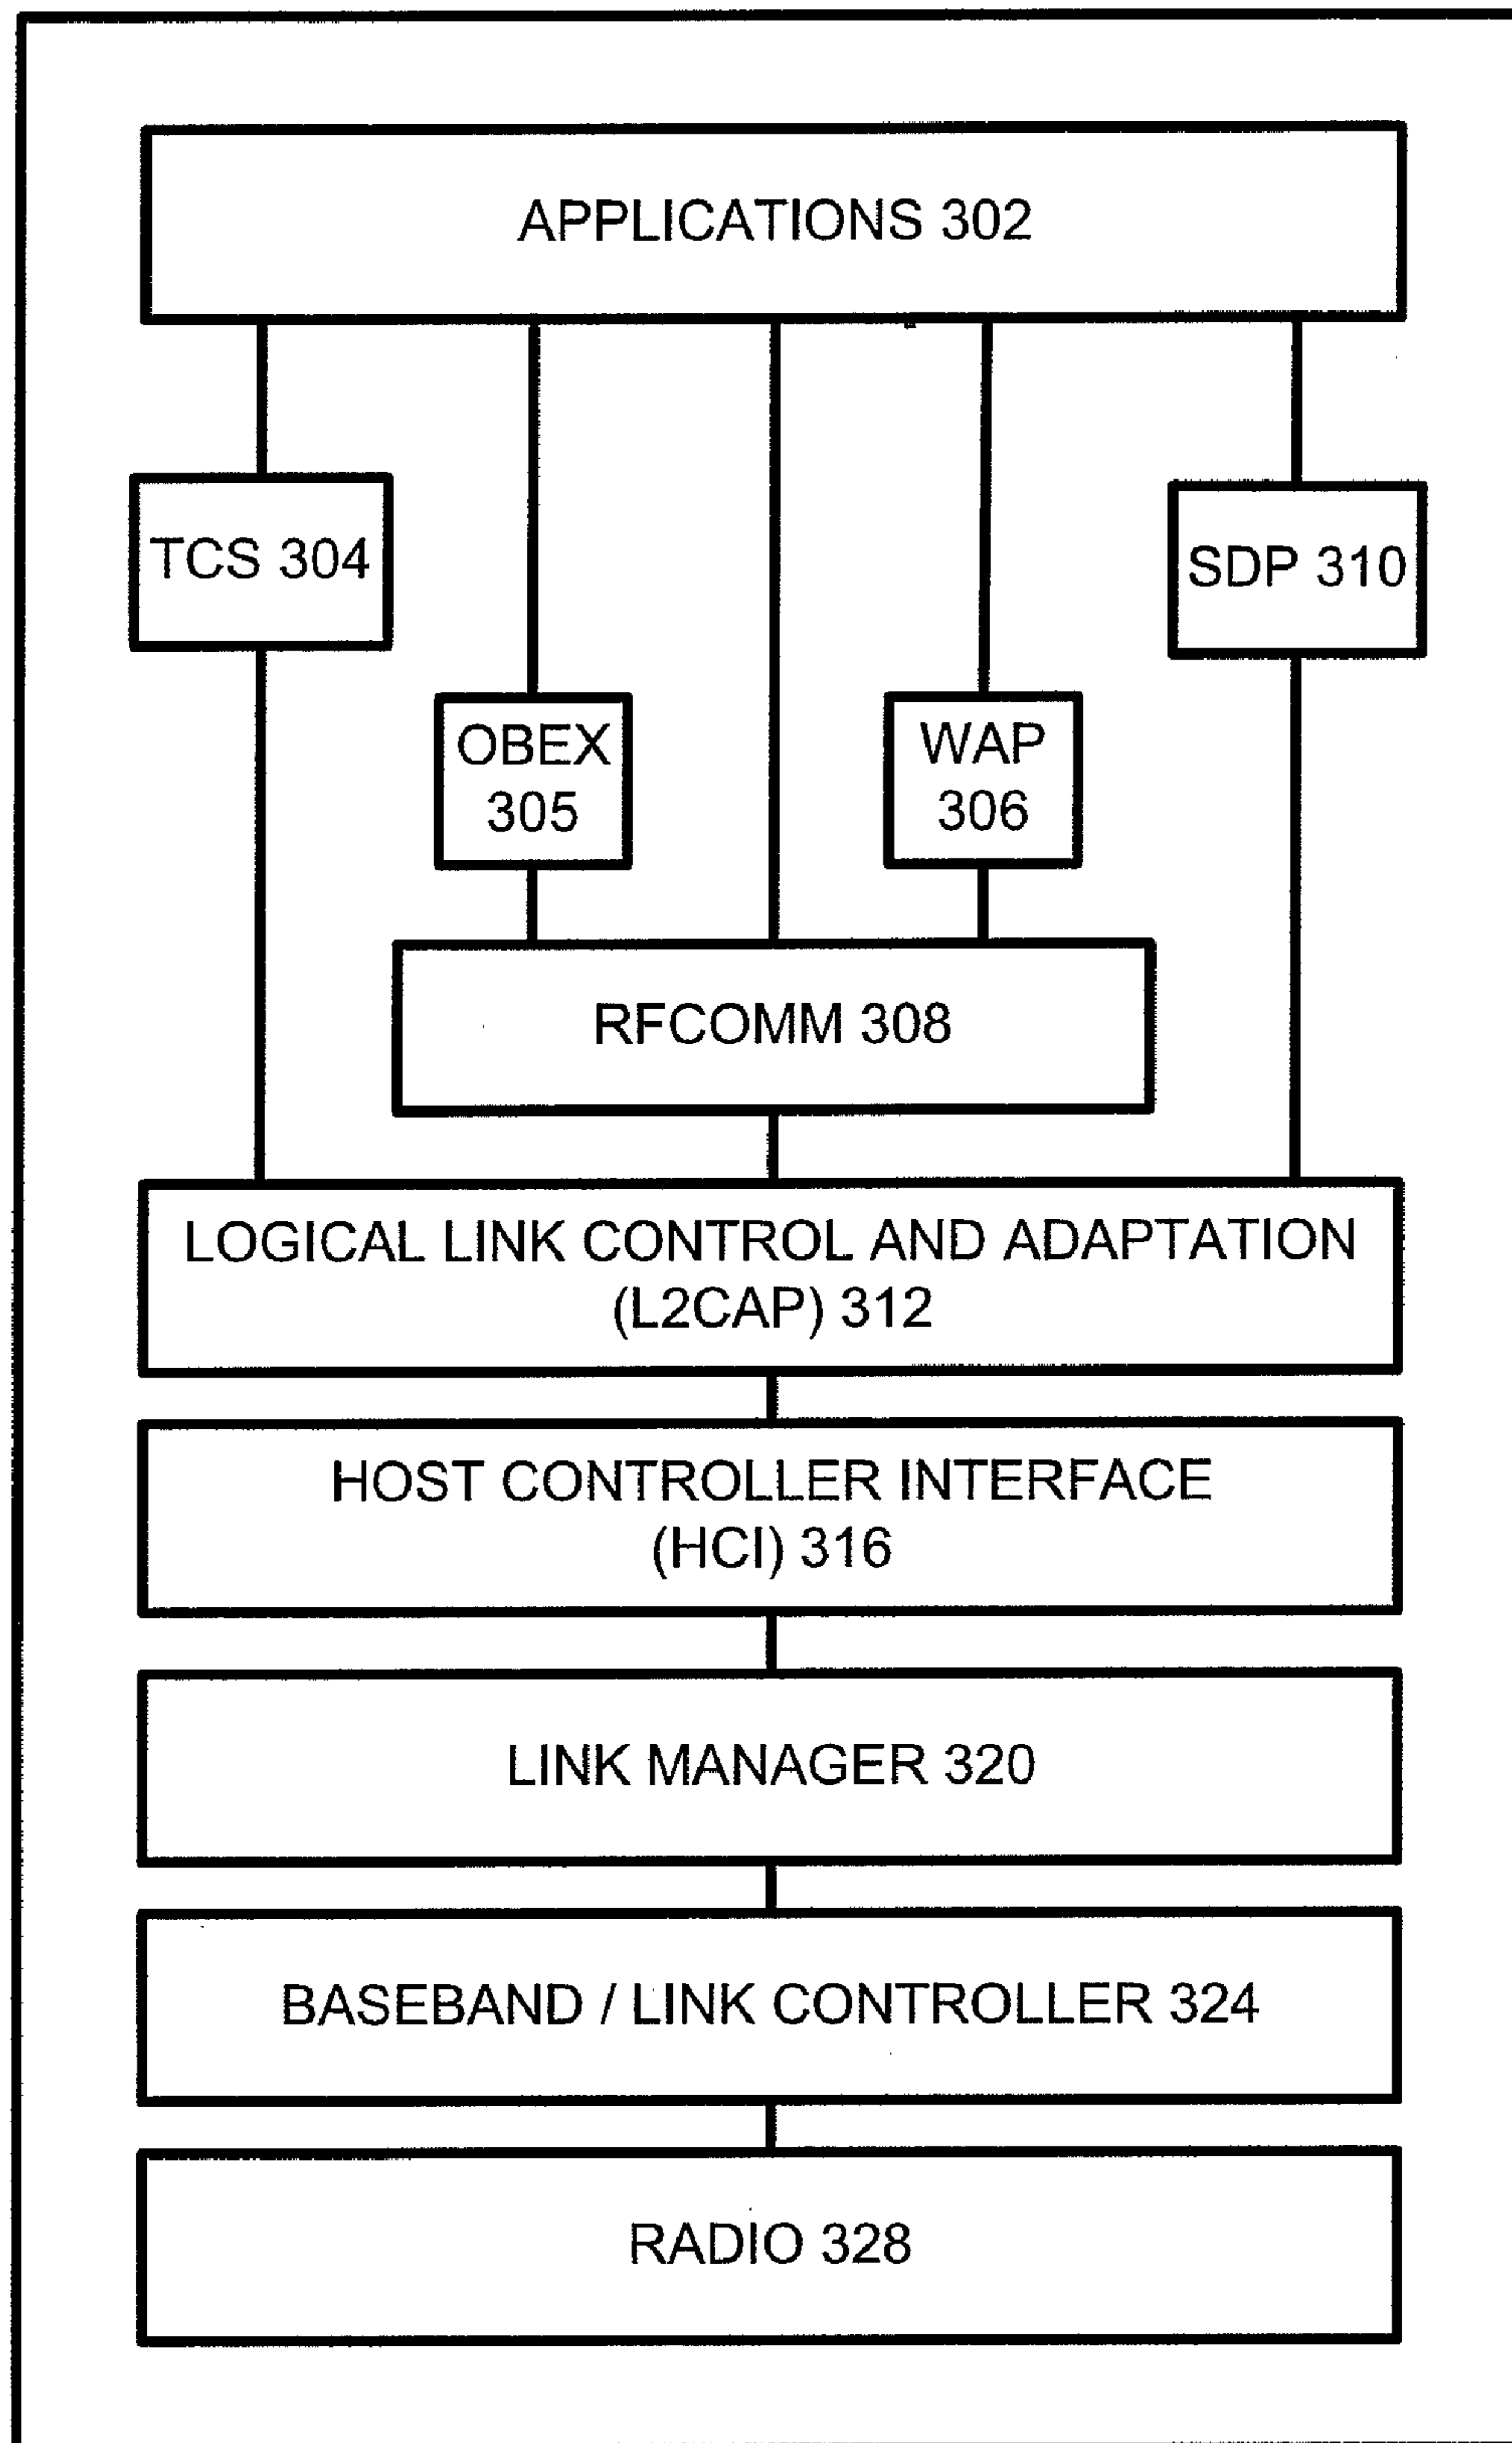 APPLICATIONS 302
TCS 304
SDP 310
OBEX
305
WAP
306
RFCOMM 308
LOGICAL LINK CONTROL AND ADAPTATION
(L2CAP) 312
HOST CONTROLLER INTERFACE
(HCI) 316
LINK MANAGER 320
BASEBAND / LINK CONTROLLER 324
RADIO 328